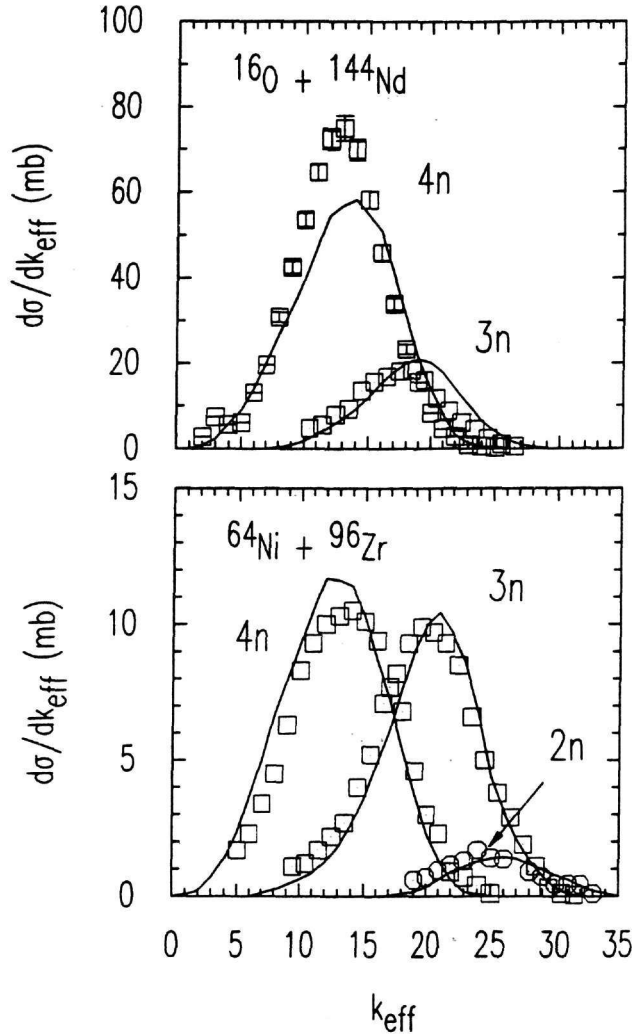 100
80
60
40
20
0
dσ/dk_eff (mb)
¹⁶O + ¹⁴⁴Nd
4n
3n
15
10
5
0
dσ/dk_eff (mb)
⁶⁴Ni + ⁹⁶Zr
4n
3n
2n
0 5 10 15 20 25 30 35
k_eff